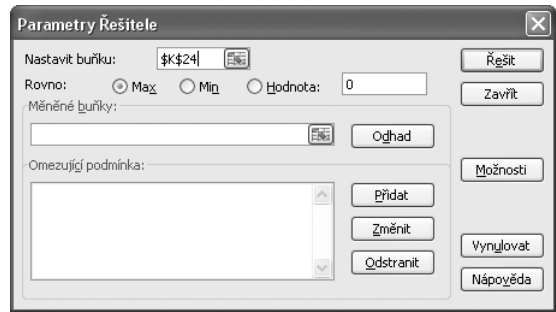 Parametry Řešitele
Nastavit buňku: $K$24
Řešit
Rovno: Max Min Hodnota: 0
Zavřít
Měněné buňky:
Odhad
Omezující podmínka:
Možnosti
Přidat
Změnit
Vynulovat
Odstranit
Nápověda